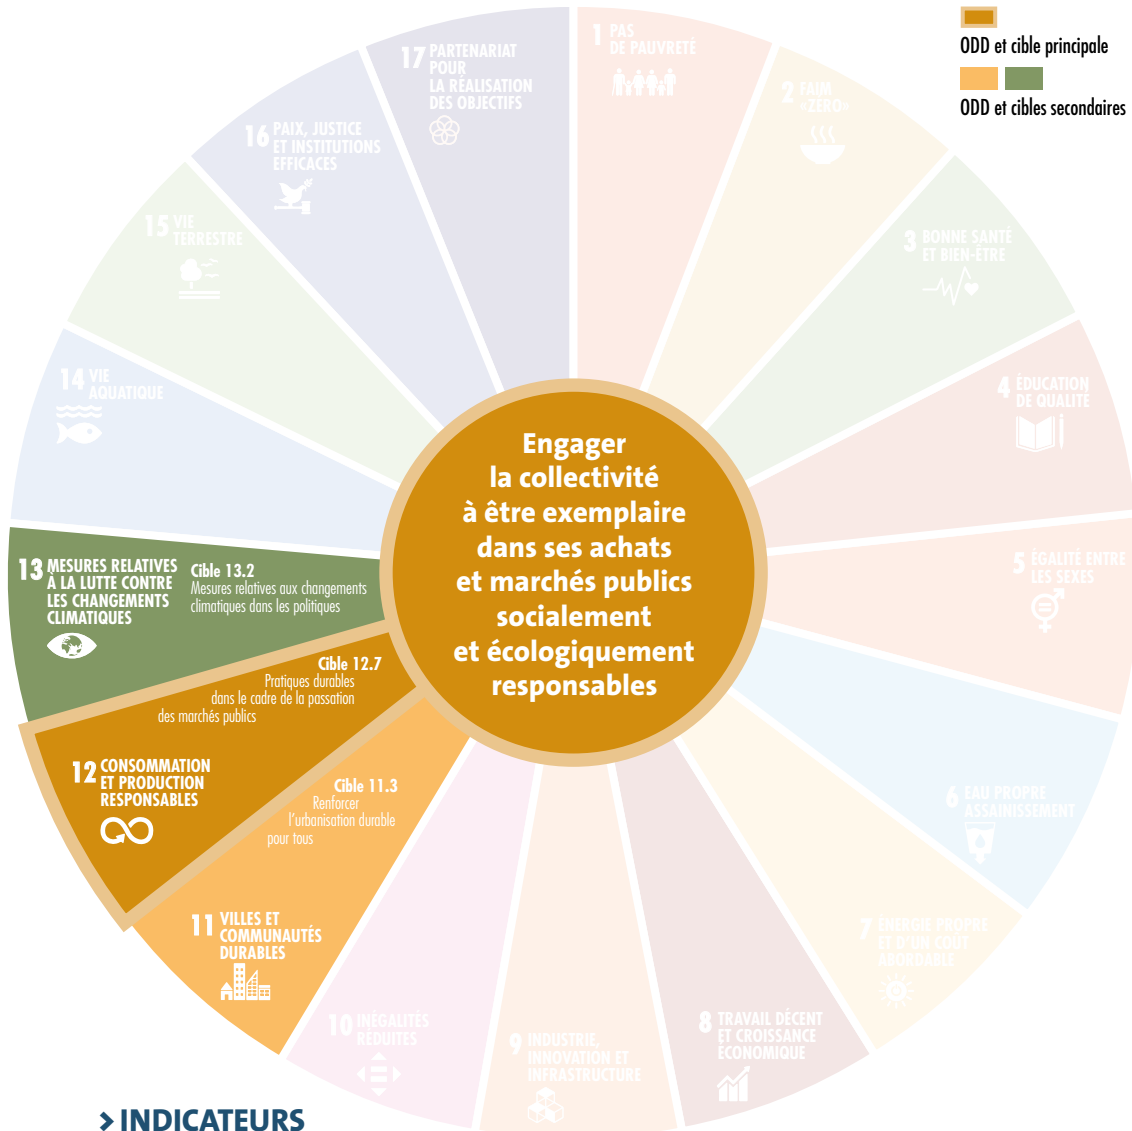 ODD et cible principale
ODD et cibles secondaires
1 PAS
DE PAUVRETÉ
2 FAIM
«ZÉRO»
3 BONNE SANTÉ
ET BIEN-ÊTRE
4 ÉDUCATION
DE QUALITÉ
5 ÉGALITÉ ENTRE
LES SEXES
6 EAU PROPRE
ASSAINISSEMENT
7 ÉNERGIE PROPRE
ET D'UN COÛT
ABORDABLE
8 TRAVAIL DÉCENT
ET CROISSANCE
ÉCONOMIQUE
9 INDUSTRIE,
INNOVATION ET
INFRASTRUCTURE
10 INÉGALITÉS
RÉDUITES
11 VILLES ET
COMMUNAUTÉS
DURABLES
Cible 11.3
Renforcer
l'urbanisation durable
pour tous
12 CONSOMMATION
ET PRODUCTION
RESPONSABLES
Cible 12.7
Pratiques durables
dans le cadre de la passation
des marchés publics
13 MESURES RELATIVES
À LA LUTTE CONTRE
LES CHANGEMENTS
CLIMATIQUES
Cible 13.2
Mesures relatives aux changements
climatiques dans les politiques
14 VIE
AQUATIQUE
15 VIE
TERRESTRE
16 PAIX, JUSTICE
ET INSTITUTIONS
EFFICACES
17 PARTENARIAT
POUR
LA RÉALISATION
DES OBJECTIFS
Engager
la collectivité
à être exemplaire
dans ses achats
et marchés publics
socialement
et écologiquement
responsables
> INDICATEURS